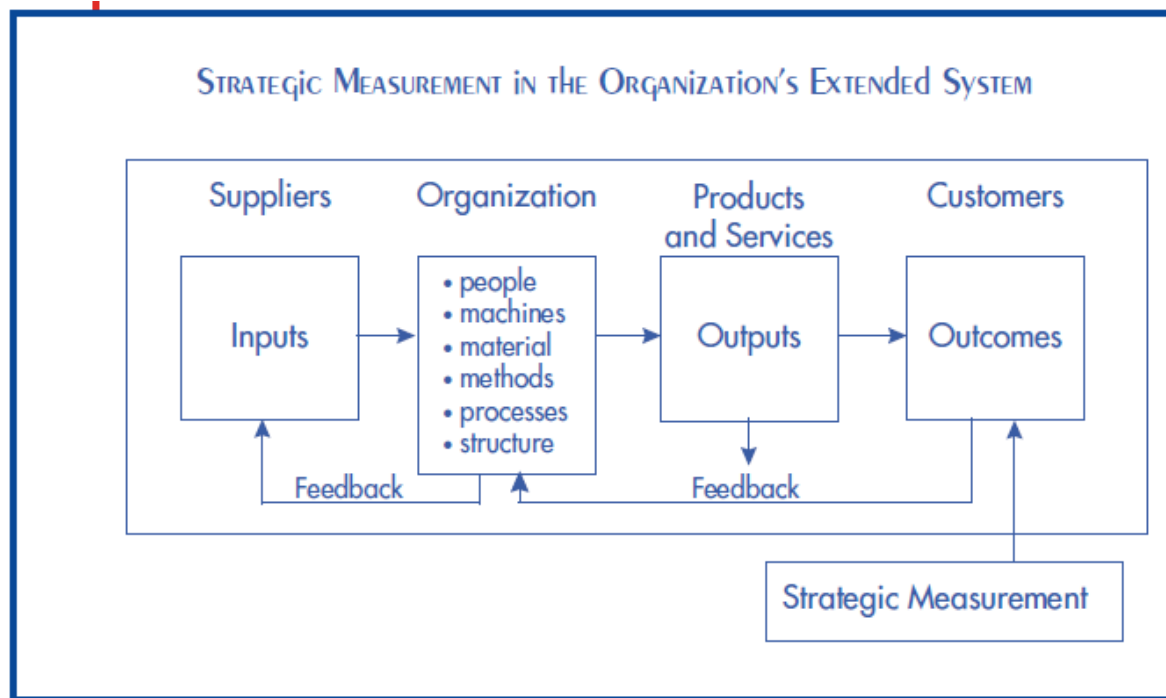 Strategic Measurement in the Organization's Extended System
Suppliers
Organization
Products
and Services
Customers
Inputs
• people
• machines
• material
• methods
• processes
• structure
Outputs
Outcomes
Feedback
Feedback
Strategic Measurement